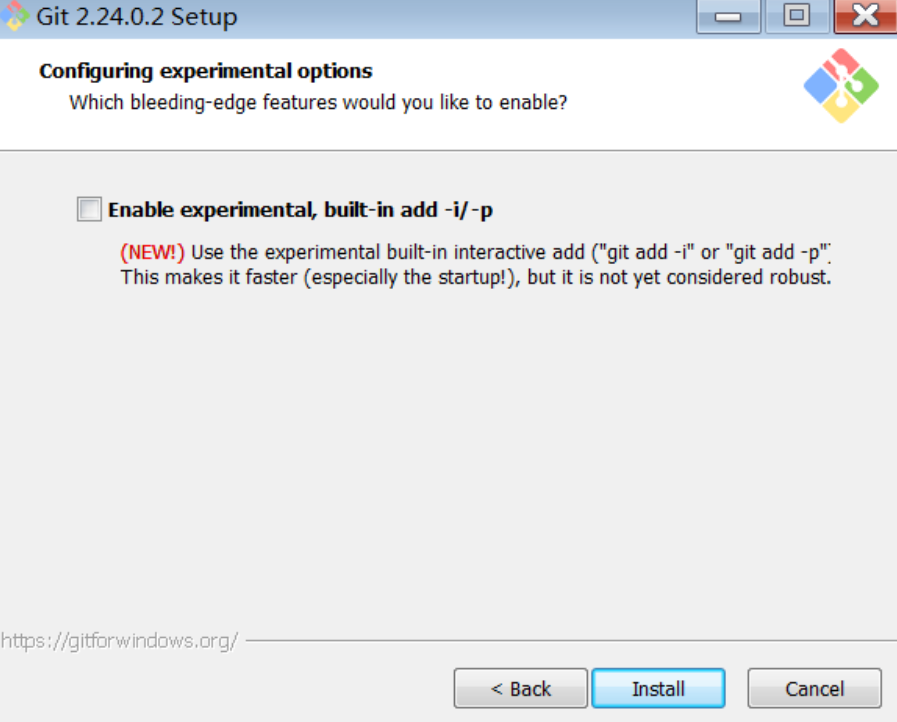 Git 2.24.0.2 Setup
Configuring experimental options
Which bleeding-edge features would you like to enable?
Enable experimental, built-in add -i/-p
(NEW!) Use the experimental built-in interactive add ("git add -i" or "git add -p"
This makes it faster (especially the startup!), but it is not yet considered robust.
https://gitforwindows.org/
< Back Install Cancel